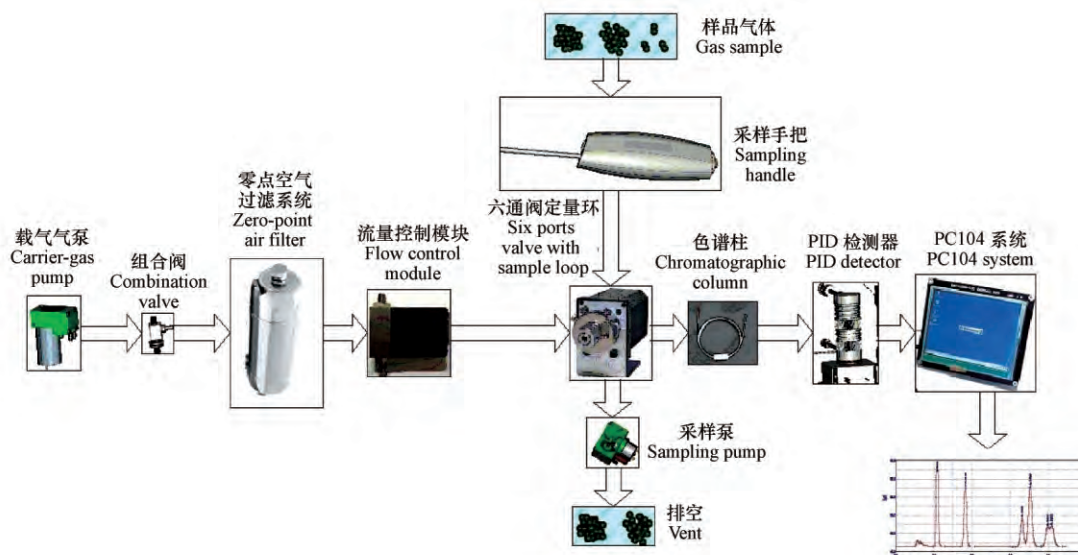 样品气体
Gas sample
采样手把
Sampling
handle
零点空气
过滤系统
Zero-point
air filter
载气气泵
Carrier-gas
pump
组合阀
Combination
valve
流量控制模块
Flow control
module
六通阀定量环
Six ports
valve with
sample loop
色谱柱
Chromatographic
column
PID 检测器
PID detector
PC104 系统
PC104 system
采样泵
Sampling pump
排空
Vent